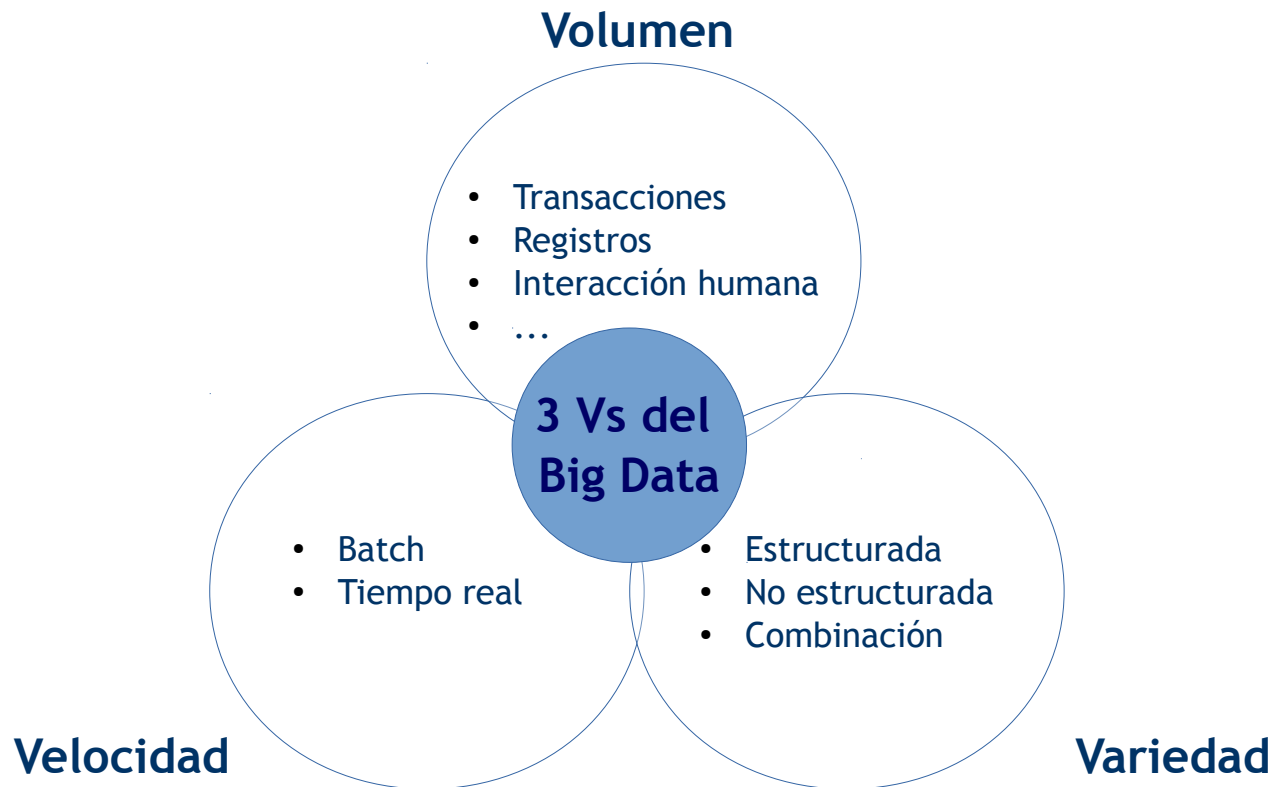 Volumen
• Transacciones
• Registros
• Interacción humana
• ...
3 Vs del
Big Data
• Batch
• Tiempo real
• Estructurada
• No estructurada
• Combinación
Velocidad
Variedad